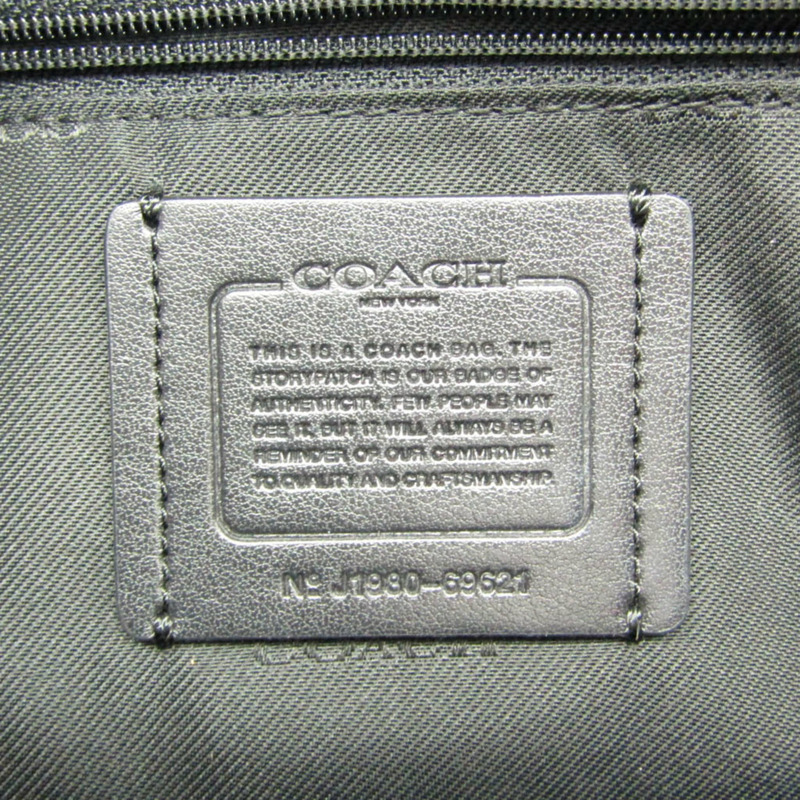 COACH
NEW YORK
THIS IS A COACH BAG. THE
STORYPATCH IS OUR BADGE OF
AUTHENTICITY. FEW PEOPLE MAY
SEE IT, BUT IT WILL ALWAYS BE A
REMINDER OF OUR COMMITMENT
TO QUALITY AND CRAFTSMANSHIP.
Nº J1930-69621